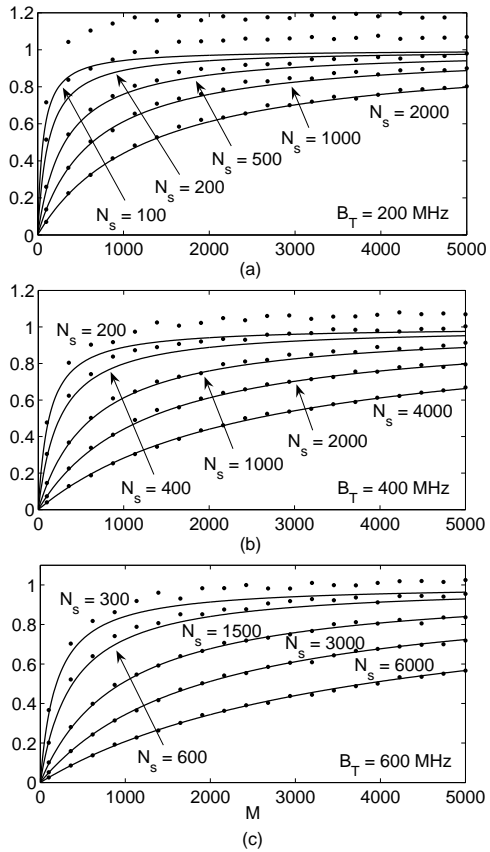 1.2
1
0.8
0.6
0.4
0.2
0
N_s = 2000
N_s = 1000
N_s = 500
N_s = 200
N_s = 100
B_T = 200 MHz
0 1000 2000 3000 4000 5000
(a)
1.2
1
0.8
0.6
0.4
0.2
0
N_s = 200
N_s = 4000
N_s = 2000
N_s = 1000
N_s = 400
B_T = 400 MHz
0 1000 2000 3000 4000 5000
(b)
1
0.8
0.6
0.4
0.2
0
N_s = 300
N_s = 1500
N_s = 3000
N_s = 6000
N_s = 600
B_T = 600 MHz
0 1000 2000 3000 4000 5000
M
(c)